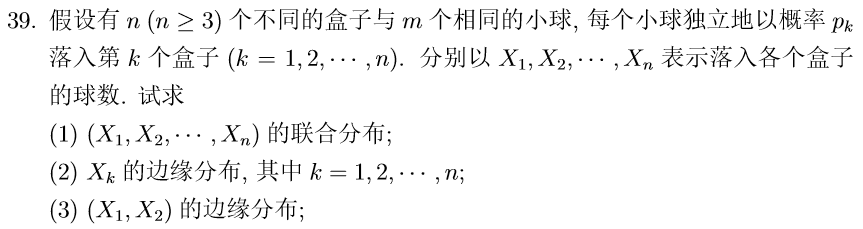 39. 假设有 n (n ≥ 3) 个不同的盒子与 m 个相同的小球, 每个小球独立地以概率 p_k
落入第 k 个盒子 (k = 1, 2, ⋯ , n). 分别以 X_1, X_2, ⋯ , X_n 表示落入各个盒子
的球数. 试求
(1) (X_1, X_2, ⋯ , X_n) 的联合分布;
(2) X_k 的边缘分布, 其中 k = 1, 2, ⋯ , n;
(3) (X_1, X_2) 的边缘分布;